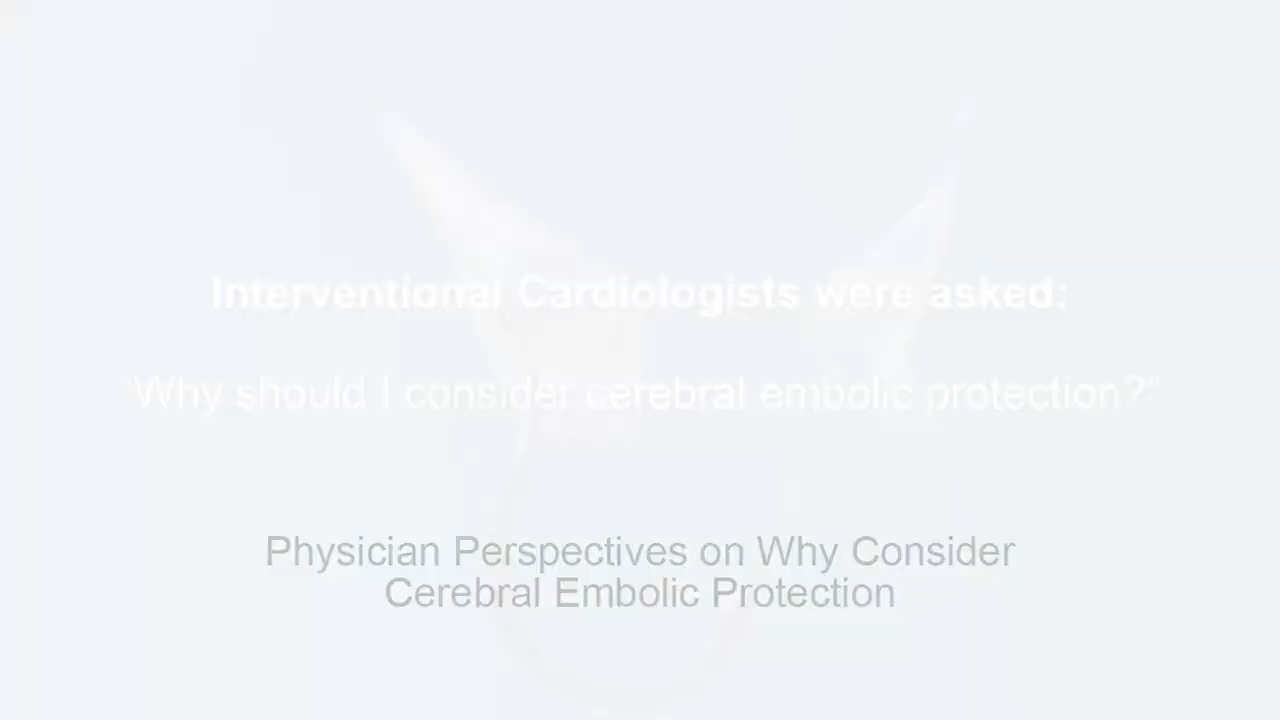 Interventional Cardiologists were asked:
"Why should I consider cerebral embolic protection?"
Physician Perspectives on Why Consider
Cerebral Embolic Protection